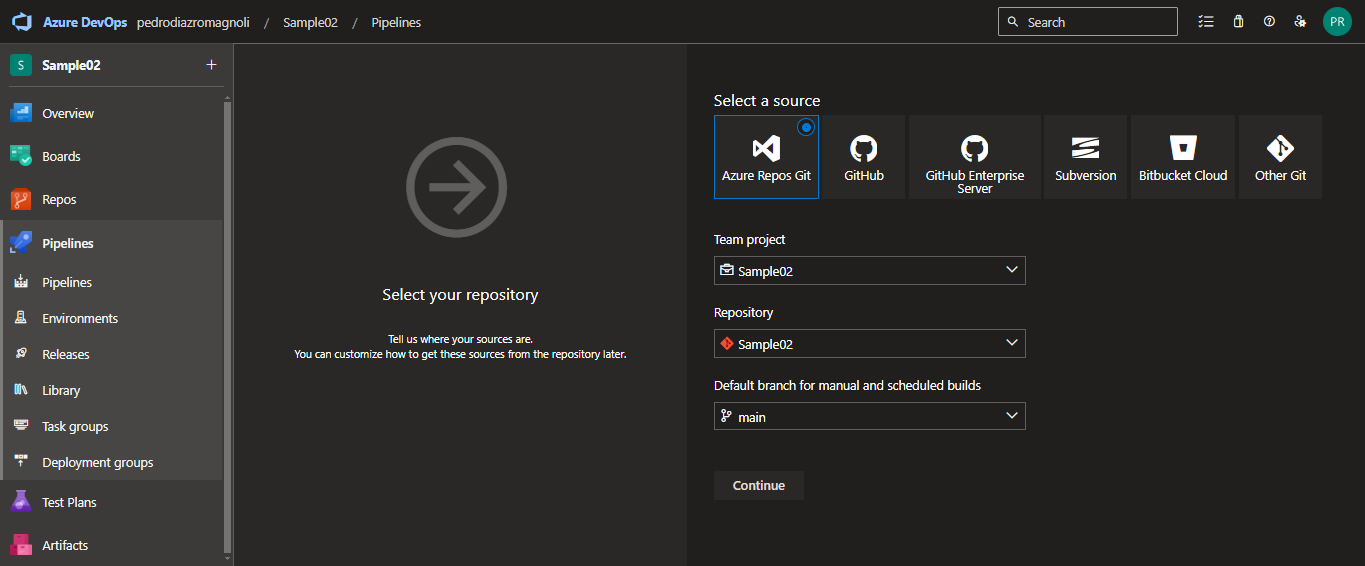 Azure DevOps pedrodiazromagnoli / Sample02 / Pipelines
Search
PR
S Sample02 +
Overview
Boards
Repos
Pipelines
Pipelines
Environments
Releases
Library
Task groups
Deployment groups
Test Plans
Artifacts
Select your repository
Tell us where your sources are.
You can customize how to get these sources from the repository later.
Select a source
Azure Repos Git
GitHub
GitHub Enterprise
Server
Subversion
Bitbucket Cloud
Other Git
Team project
Sample02
Repository
Sample02
Default branch for manual and scheduled builds
main
Continue